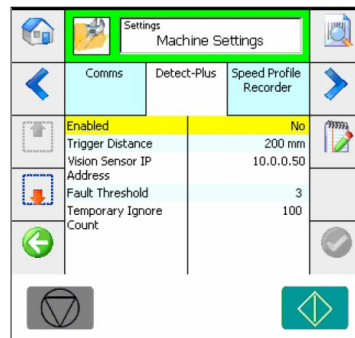 Settings
Machine Settings
Comms
Detect-Plus
Speed Profile
Recorder
Enabled No
Trigger Distance 200 mm
Vision Sensor IP 10.0.0.50
Address
Fault Threshold 3
Temporary Ignore 100
Count